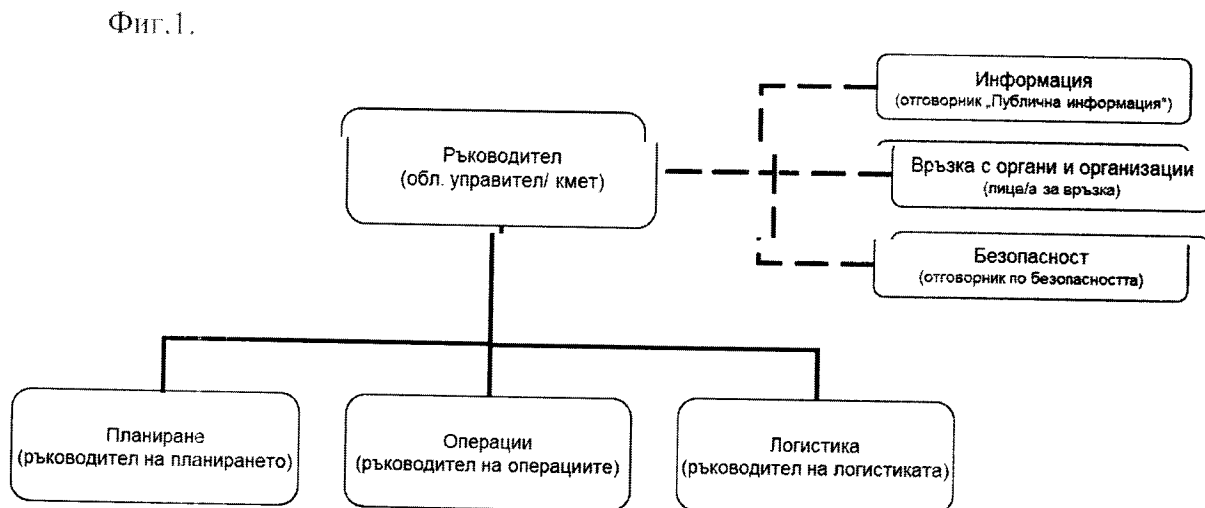 Фиг.1.
Информация
(отговорник „Публична информация“)
Ръководител
(обл. управител/ кмет)
Връзка с органи и организации
(лице/а за връзка)
Безопасност
(отговорник по безопасността)
Планиране
(ръководител на планирането)
Операции
(ръководител на операциите)
Логистика
(ръководител на логистиката)